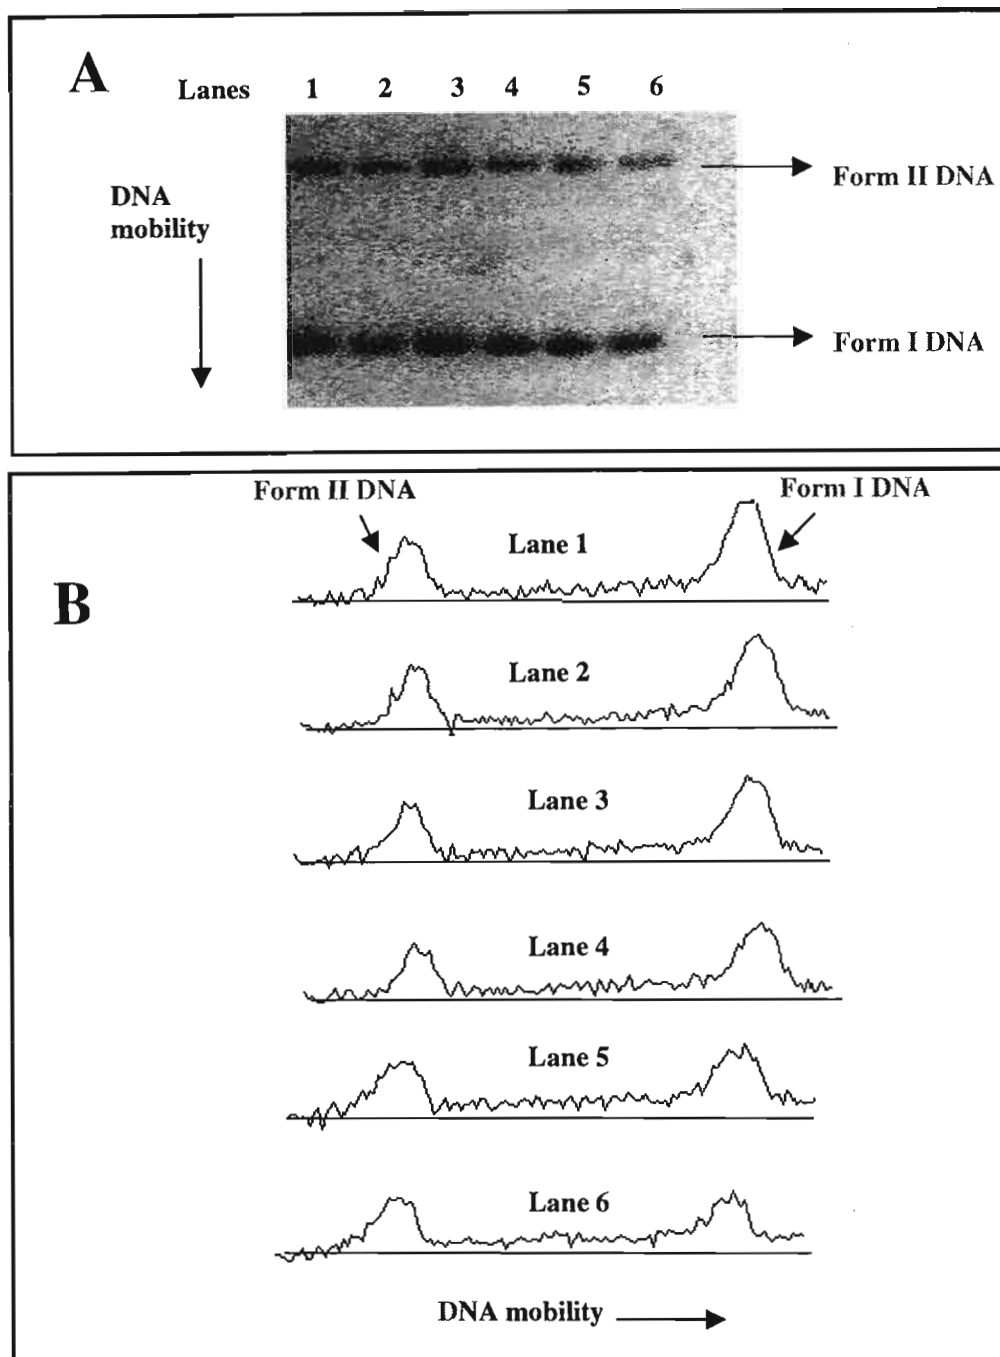 A
Lanes 1 2 3 4 5 6
DNA
mobility
Form II DNA
Form I DNA
B
Form II DNA
Form I DNA
Lane 1
Lane 2
Lane 3
Lane 4
Lane 5
Lane 6
DNA mobility